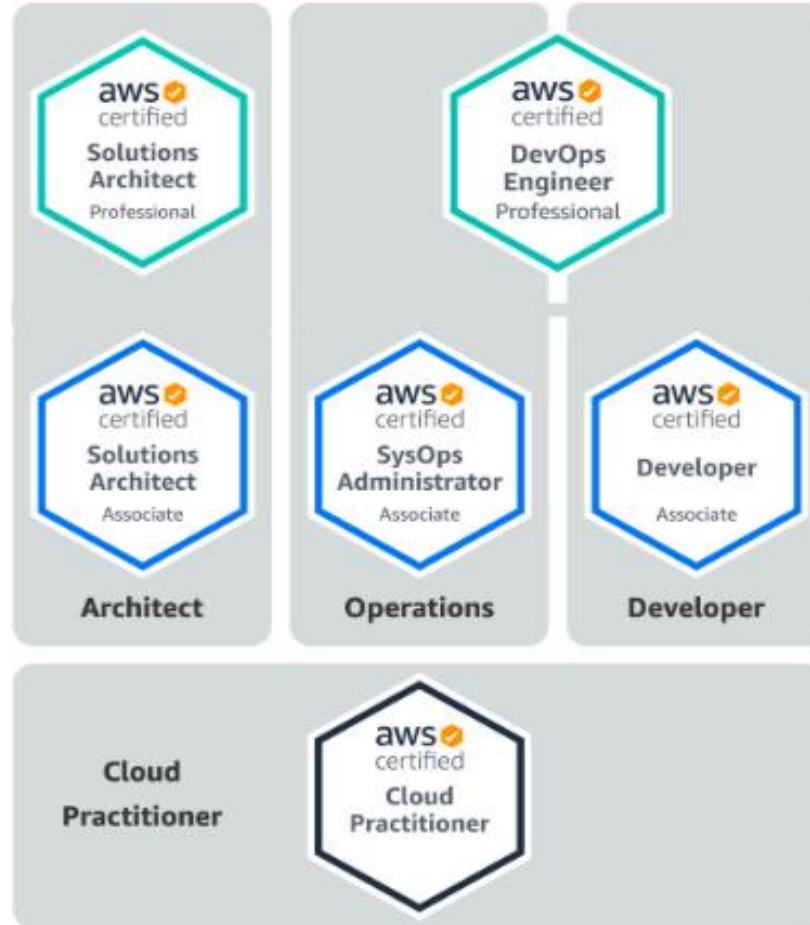 aws
certified
Solutions
Architect
Professional
aws
certified
DevOps
Engineer
Professional
aws
certified
Solutions
Architect
Associate
aws
certified
SysOps
Administrator
Associate
aws
certified
Developer
Associate
Architect
Operations
Developer
Cloud
Practitioner
aws
certified
Cloud
Practitioner